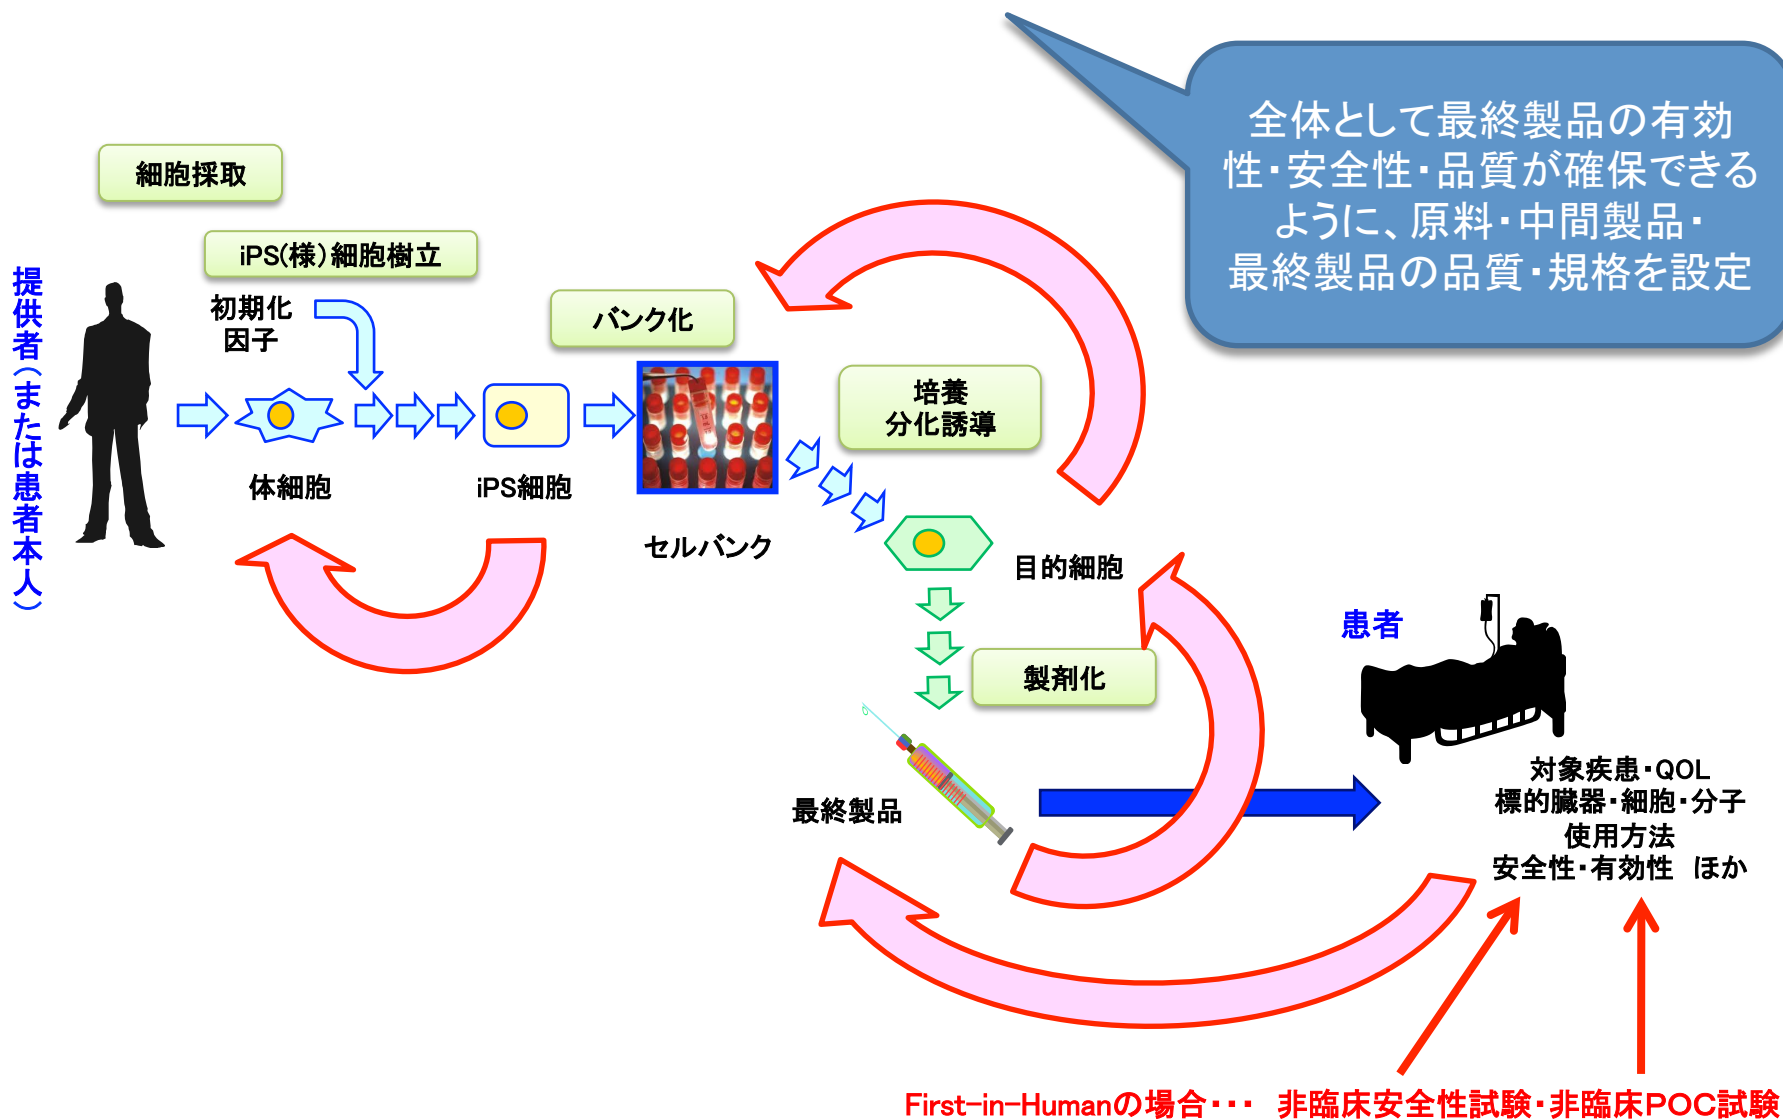 全体として最終製品の有効
性・安全性・品質が確保できる
ように、原料・中間製品・
最終製品の品質・規格を設定
細胞採取
iPS(様)細胞樹立
初期化
因子
提供者(または患者本人)
バンク化
培養
分化誘導
体細胞
iPS細胞
セルバンク
目的細胞
製剤化
患者
最終製品
対象疾患・QOL
標的臓器・細胞・分子
使用方法
安全性・有効性 ほか
First-in-Humanの場合・・・ 非臨床安全性試験・非臨床POC試験